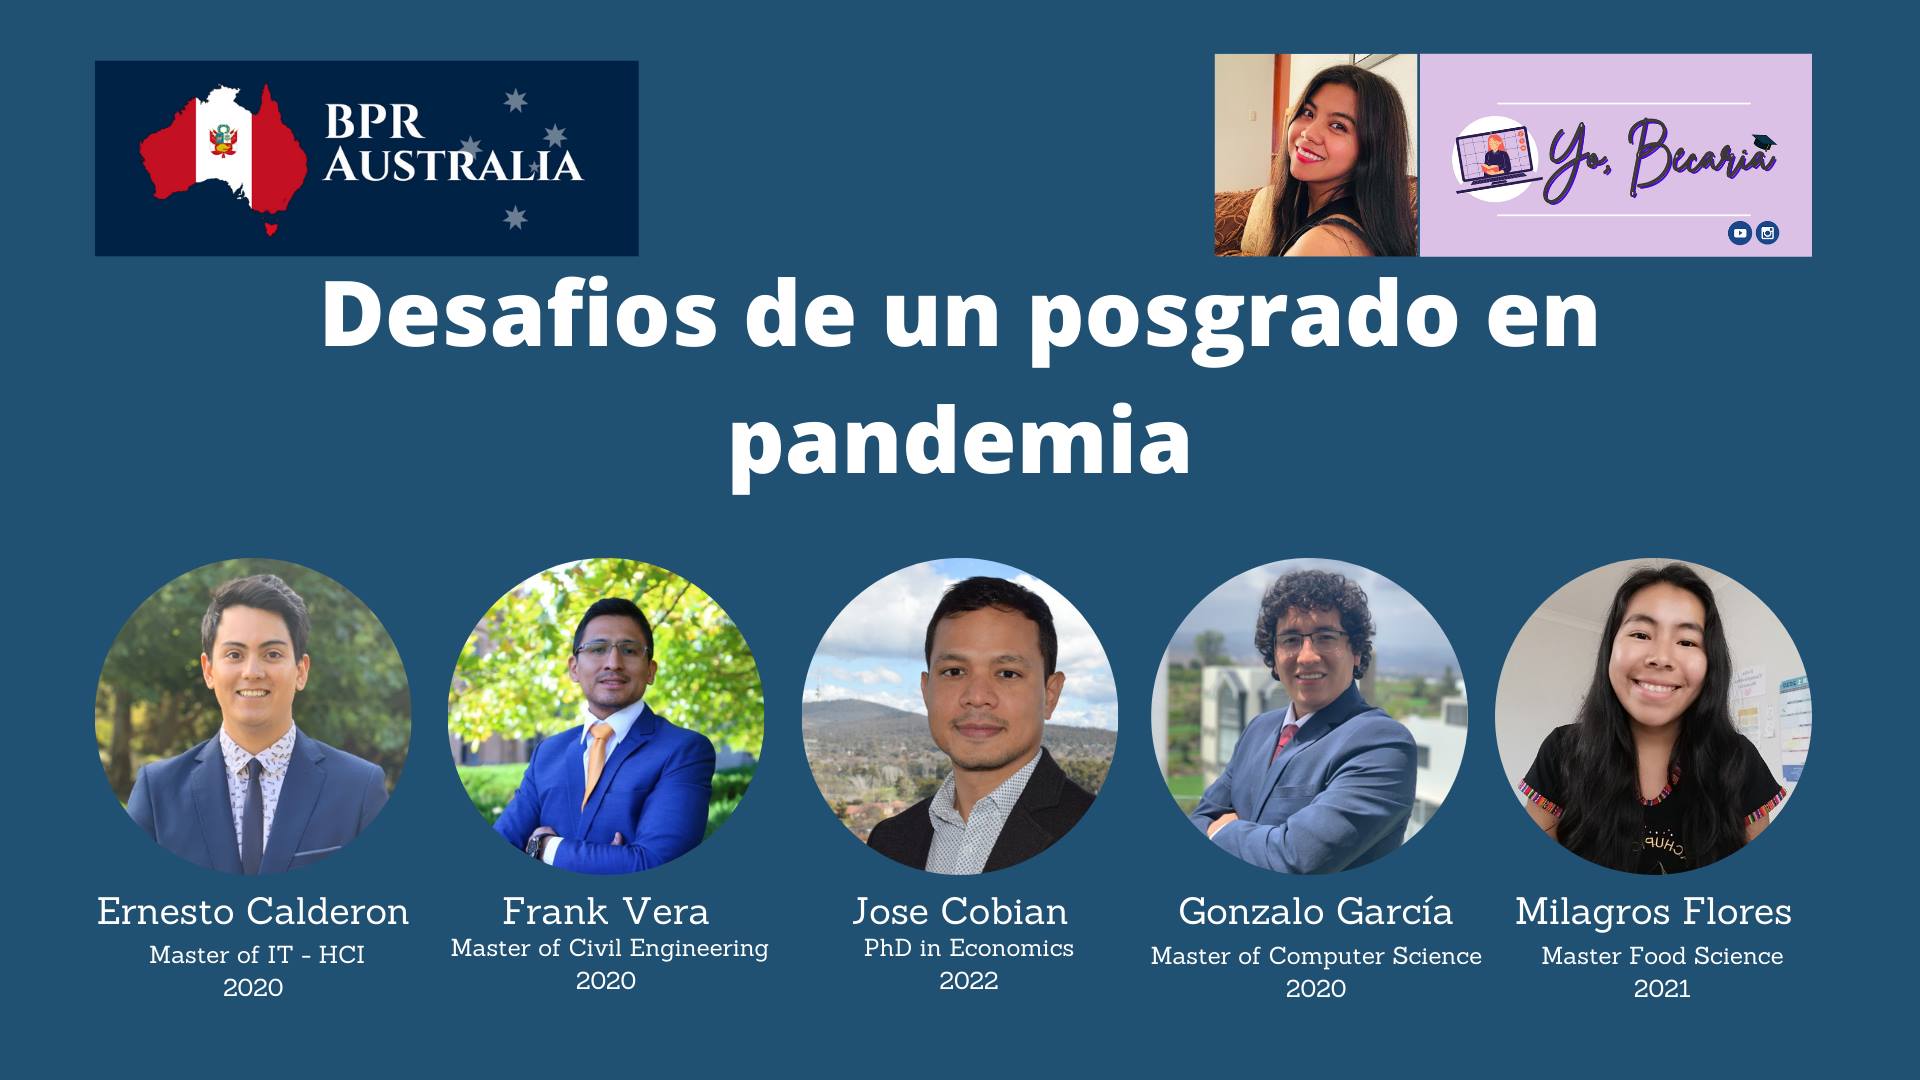 BPR
AUSTRALIA
Yo, Becaria
Desafios de un posgrado en
pandemia
Ernesto Calderon
Master of IT - HCI
2020
Frank Vera
Master of Civil Engineering
2020
Jose Cobian
PhD in Economics
2022
Gonzalo García
Master of Computer Science
2020
Milagros Flores
Master Food Science
2021